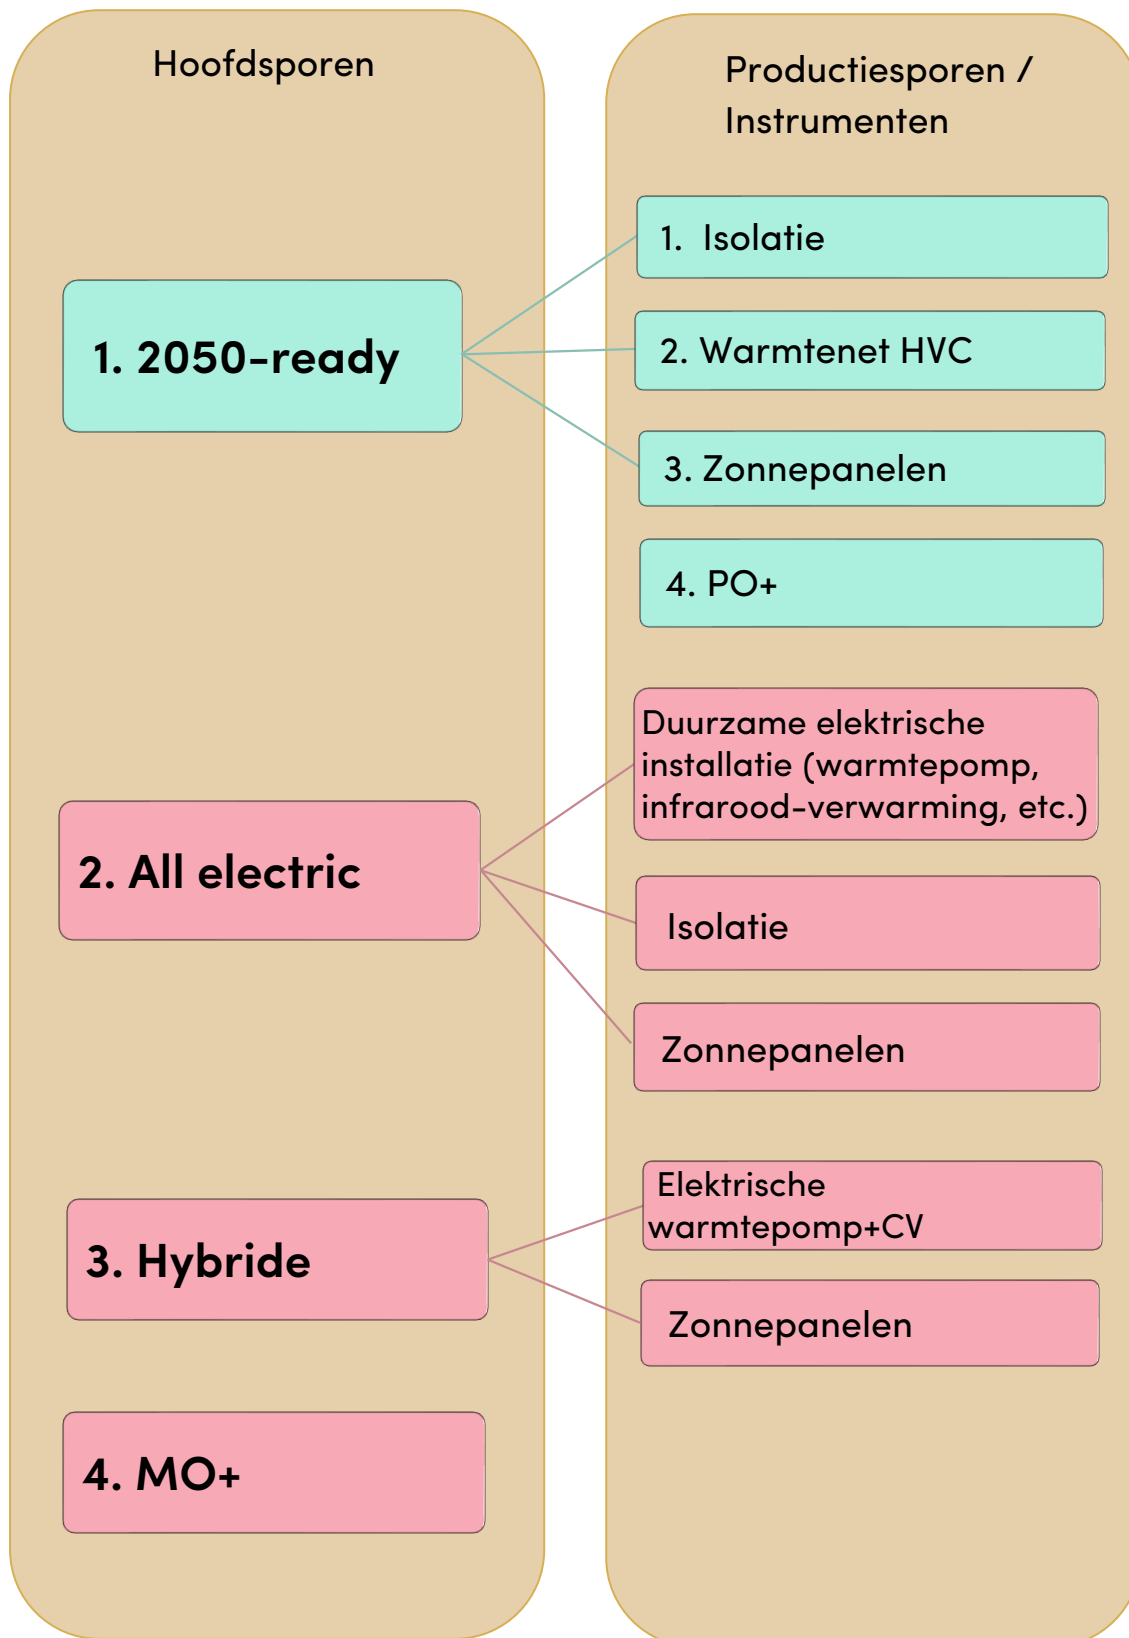 Hoofdsporen
1. 2050-ready
2. All electric
3. Hybride
4. MO+
Productiesporen /
Instrumenten
1. Isolatie
2. Warmtenet HVC
3. Zonnepanelen
4. PO+
Duurzame elektrische
installatie (warmtepomp,
infrarood-verwarming, etc.)
Isolatie
Zonnepanelen
Elektrische
warmtepomp+CV
Zonnepanelen